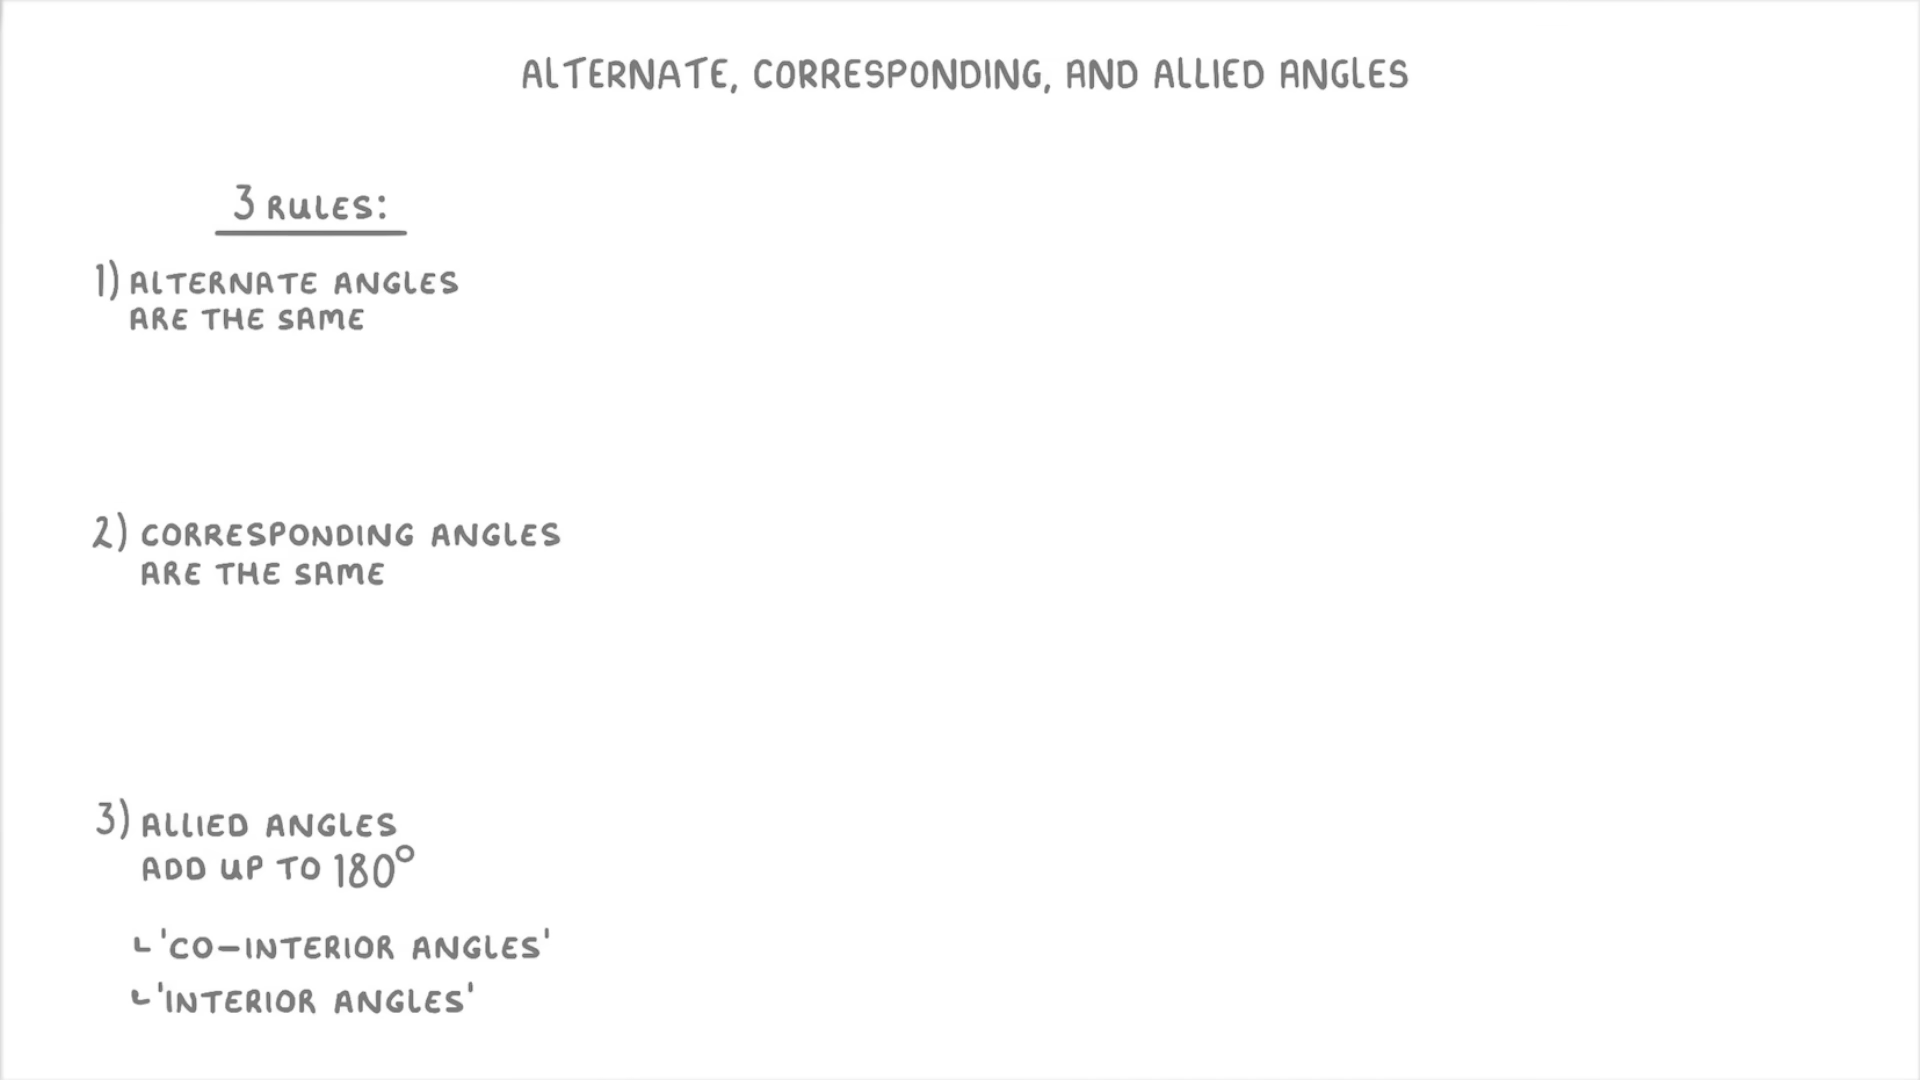 ALTERNATE, CORRESPONDING, AND ALLIED ANGLES
3 RULES:
1) ALTERNATE ANGLES
ARE THE SAME
2) CORRESPONDING ANGLES
ARE THE SAME
3) ALLIED ANGLES
ADD UP TO 180°
'CO-INTERIOR ANGLES'
'INTERIOR ANGLES'